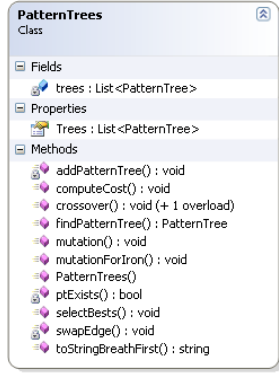 PatternTrees
Class
Fields
trees : List<PatternTree>
Properties
Trees : List<PatternTree>
Methods
addPatternTree() : void
computeCost() : void
crossover() : void (+ 1 overload)
findPatternTree() : PatternTree
mutation() : void
mutationForIron() : void
PatternTrees()
ptExists() : bool
selectBests() : void
swapEdge() : void
toStringBreathFirst() : string